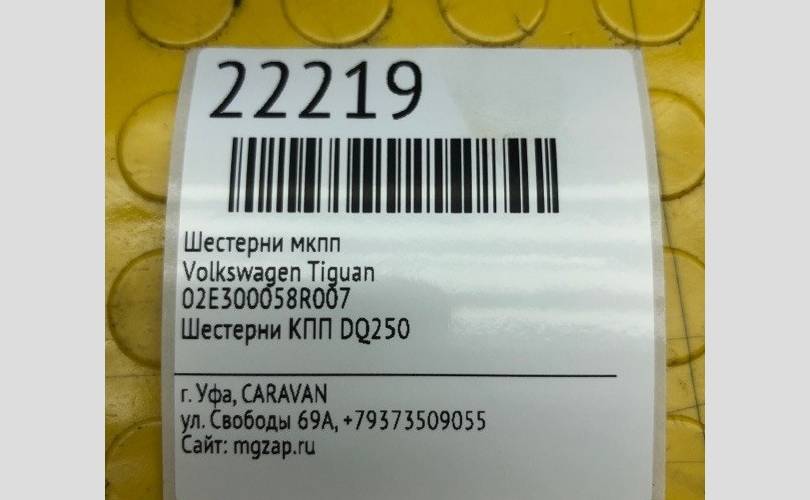 22219
Шестерни мкпп
Volkswagen Tiguan
02E300058R007
Шестерни КПП DQ250
г. Уфа, CARAVAN
ул. Свободы 69А, +79373509055
Сайт: mgzap.ru